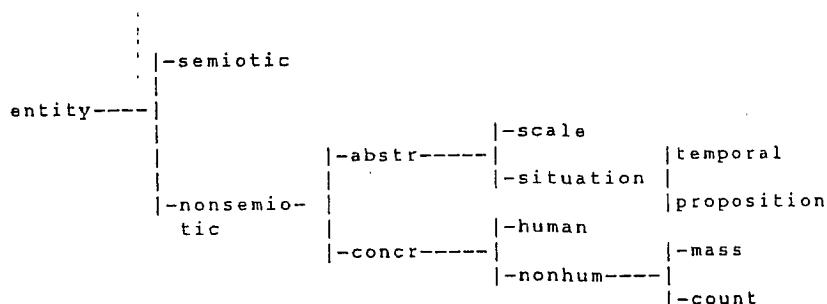 |-semiotic
entity----|
|-scale
|-abstr-----|
|-situation |temporal
|-nonsemio- |proposition
tic |-human
|-concr-----| |-mass
|-nonhum----|
|-count